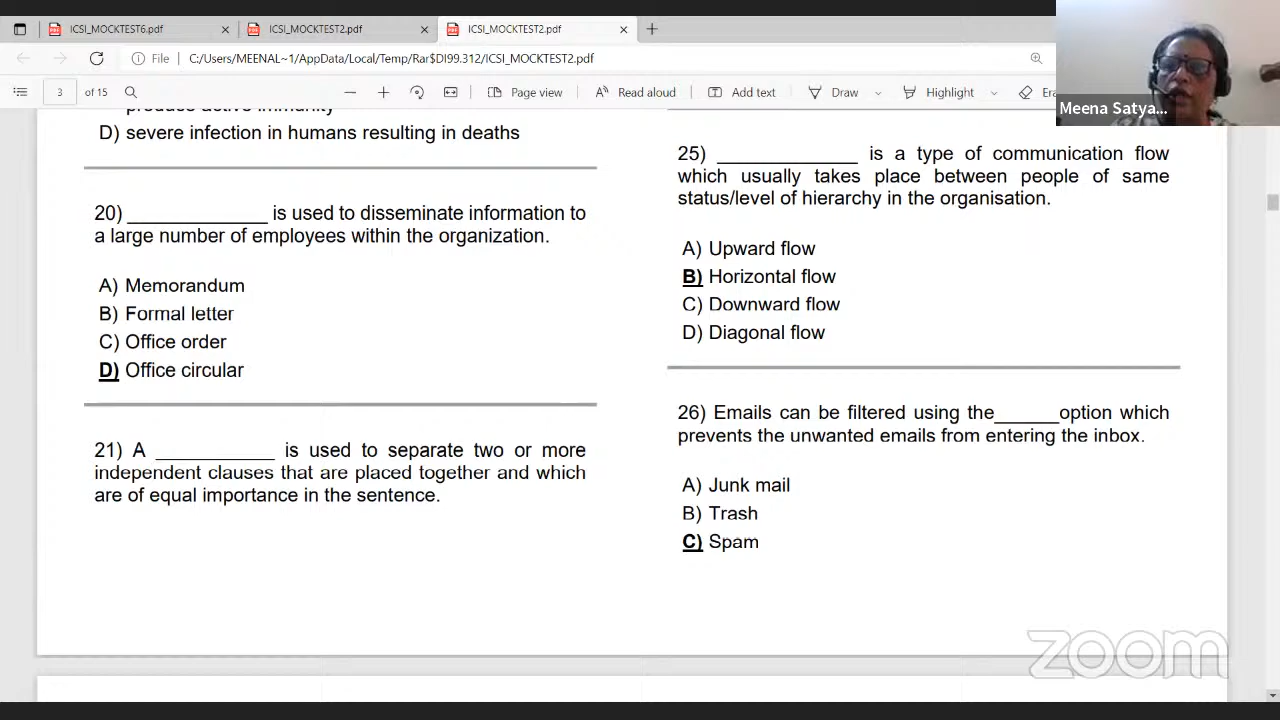 ICSI_MOCKTEST6.pdf
ICSI_MOCKTEST2.pdf
ICSI_MOCKTEST2.pdf
File C:/Users/MEENAL~1/AppData/Local/Temp/Rar$DI99.312/ICSI_MOCKTEST2.pdf
3 of 15
Page view
Read aloud
Add text
Draw
Highlight
Era
Meena Satya...
produce active immunity
D) severe infection in humans resulting in deaths
20) _____________ is used to disseminate information to
a large number of employees within the organization.
A) Memorandum
B) Formal letter
C) Office order
D) Office circular
21) A ___________ is used to separate two or more
independent clauses that are placed together and which
are of equal importance in the sentence.
25) _____________ is a type of communication flow
which usually takes place between people of same
status/level of hierarchy in the organisation.
A) Upward flow
B) Horizontal flow
C) Downward flow
D) Diagonal flow
26) Emails can be filtered using the______option which
prevents the unwanted emails from entering the inbox.
A) Junk mail
B) Trash
C) Spam
zoom